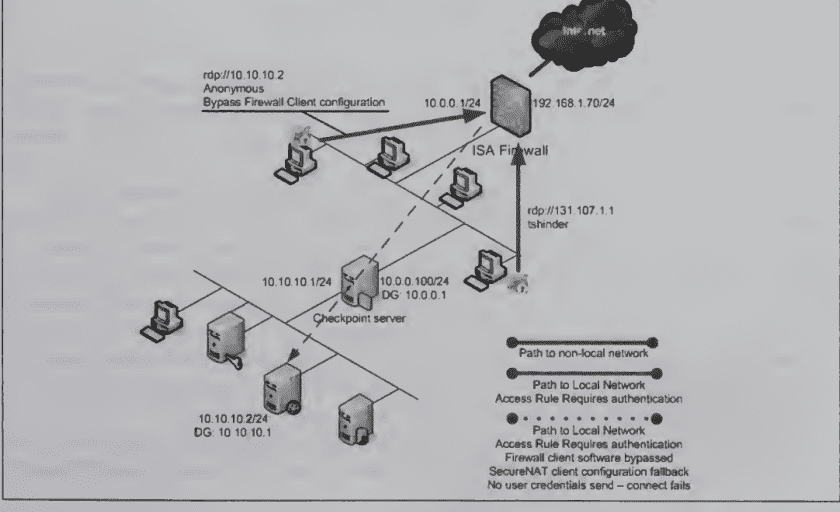 rdp://10.10.10.2
Anonymous
Bypass Firewall Client configuration
10.0.0.1/24
192.168.1.70/24
ISA Firewall
rdp://131.107.1.1
tshinder
10.10.10.1/24
10.0.0.100/24
DG: 10.0.0.1
Checkpoint server
10.10.10.2/24
DG: 10.10.10.1
Path to non-local network
Path to Local Network
Access Rule Requires authentication
Path to Local Network
Access Rule Requires authentication
Firewall client software bypassed
SecureNAT client configuration fallback
No user credentials send – connect fails